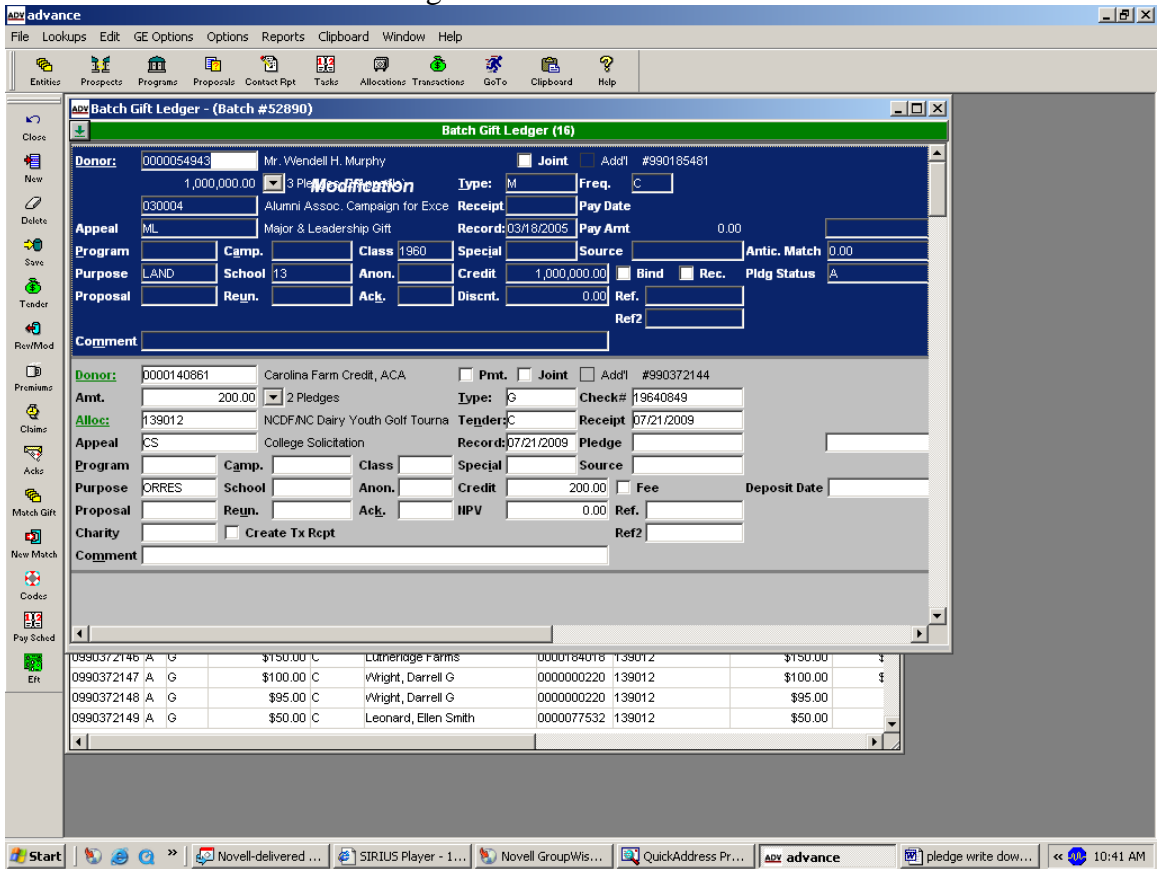 advance
File Lookups Edit GE Options Options Reports Clipboard Window Help
Entities Prospects Programs Proposals Contact Rpt Tasks Allocations Transactions GoTo Clipboard Help
Close
New
Delete
Save
Tender
Rev/Mod
Premiums
Claims
Acks
Match Gift
New Match
Codes
Pay Sched
Eft
Batch Gift Ledger - (Batch #52890)
Batch Gift Ledger (16)
Donor: 0000054943 Mr. Wendell H. Murphy Joint Add'l #990185481
1,000,000.00 3 Modification Type: M Freq. C
030004 Alumni Assoc. Campaign for Exce Receipt Pay Date
Appeal ML Major & Leadership Gift Record: 03/18/2005 Pay Amt 0.00
Program Camp. Class 1960 Special Source Antic. Match 0.00
Purpose LAND School 13 Anon. Credit 1,000,000.00 Bind Rec. Pldg Status A
Proposal Reun. Ack. Discnt. 0.00 Ref.
Ref2
Comment
Donor: 0000140861 Carolina Farm Credit, ACA Pmt. Joint Add'l #990372144
Amt. 200.00 2 Pledges Type: G Check# 19640849
Alloc: 139012 NCDF/NC Dairy Youth Golf Tourna Tender: C Receipt 07/21/2009
Appeal CS College Solicitation Record: 07/21/2009 Pledge
Program Camp. Class Special Source
Purpose ORRES School Anon. Credit 200.00 Fee Deposit Date
Proposal Reun. Ack. NPV 0.00 Ref.
Charity Create Tx Rcpt Ref2
Comment
0990372146 A G $150.00 C Lutheridge Farms 0000184018 139012 $150.00
0990372147 A G $100.00 C Wright, Darrell G 0000000220 139012 $100.00 $
0990372148 A G $95.00 C Wright, Darrell G 0000000220 139012 $95.00
0990372149 A G $50.00 C Leonard, Ellen Smith 0000077532 139012 $50.00
Start Novell-delivered ... SIRIUS Player - 1... Novell GroupWis... QuickAddress Pr... advance pledge write dow... 10:41 AM